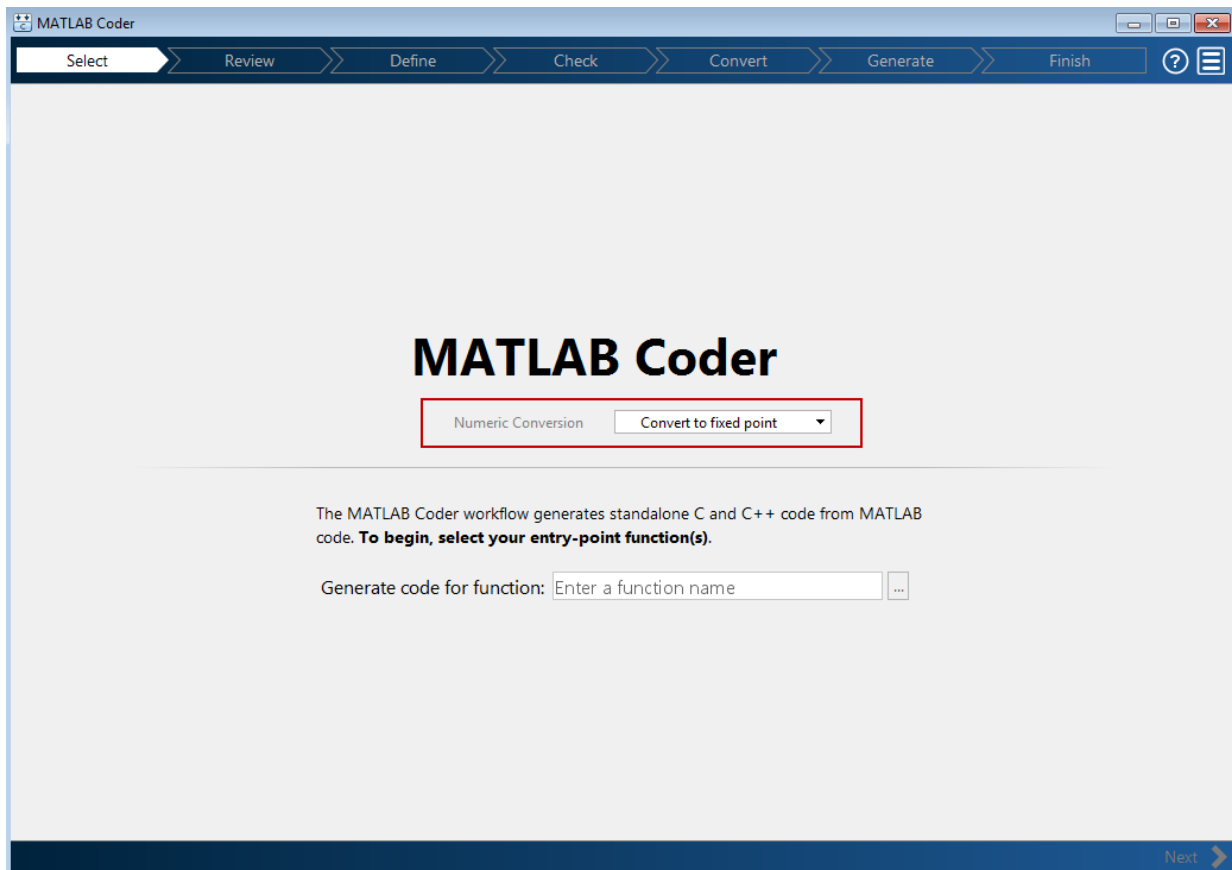 MATLAB Coder
Select Review Define Check Convert Generate Finish ?
MATLAB Coder
Numeric Conversion Convert to fixed point
The MATLAB Coder workflow generates standalone C and C++ code from MATLAB
code. To begin, select your entry-point function(s).
Generate code for function: Enter a function name ...
Next